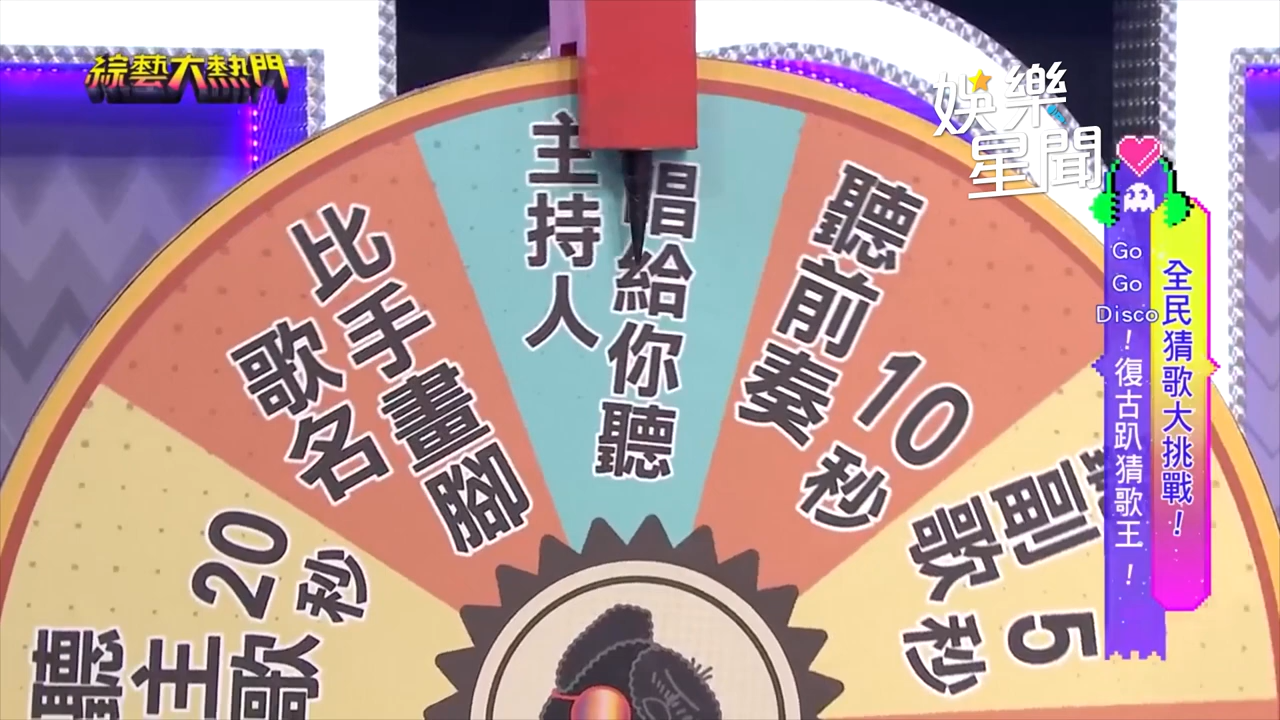 綜藝大熱門
娛樂
星聞
全民猜歌大挑戰！
Go
Go
Disco
！復古趴猜歌王！
主持人
唱給你聽
聽前奏
10秒
比手畫腳
歌名
聽副歌
5秒
聽主歌
20秒